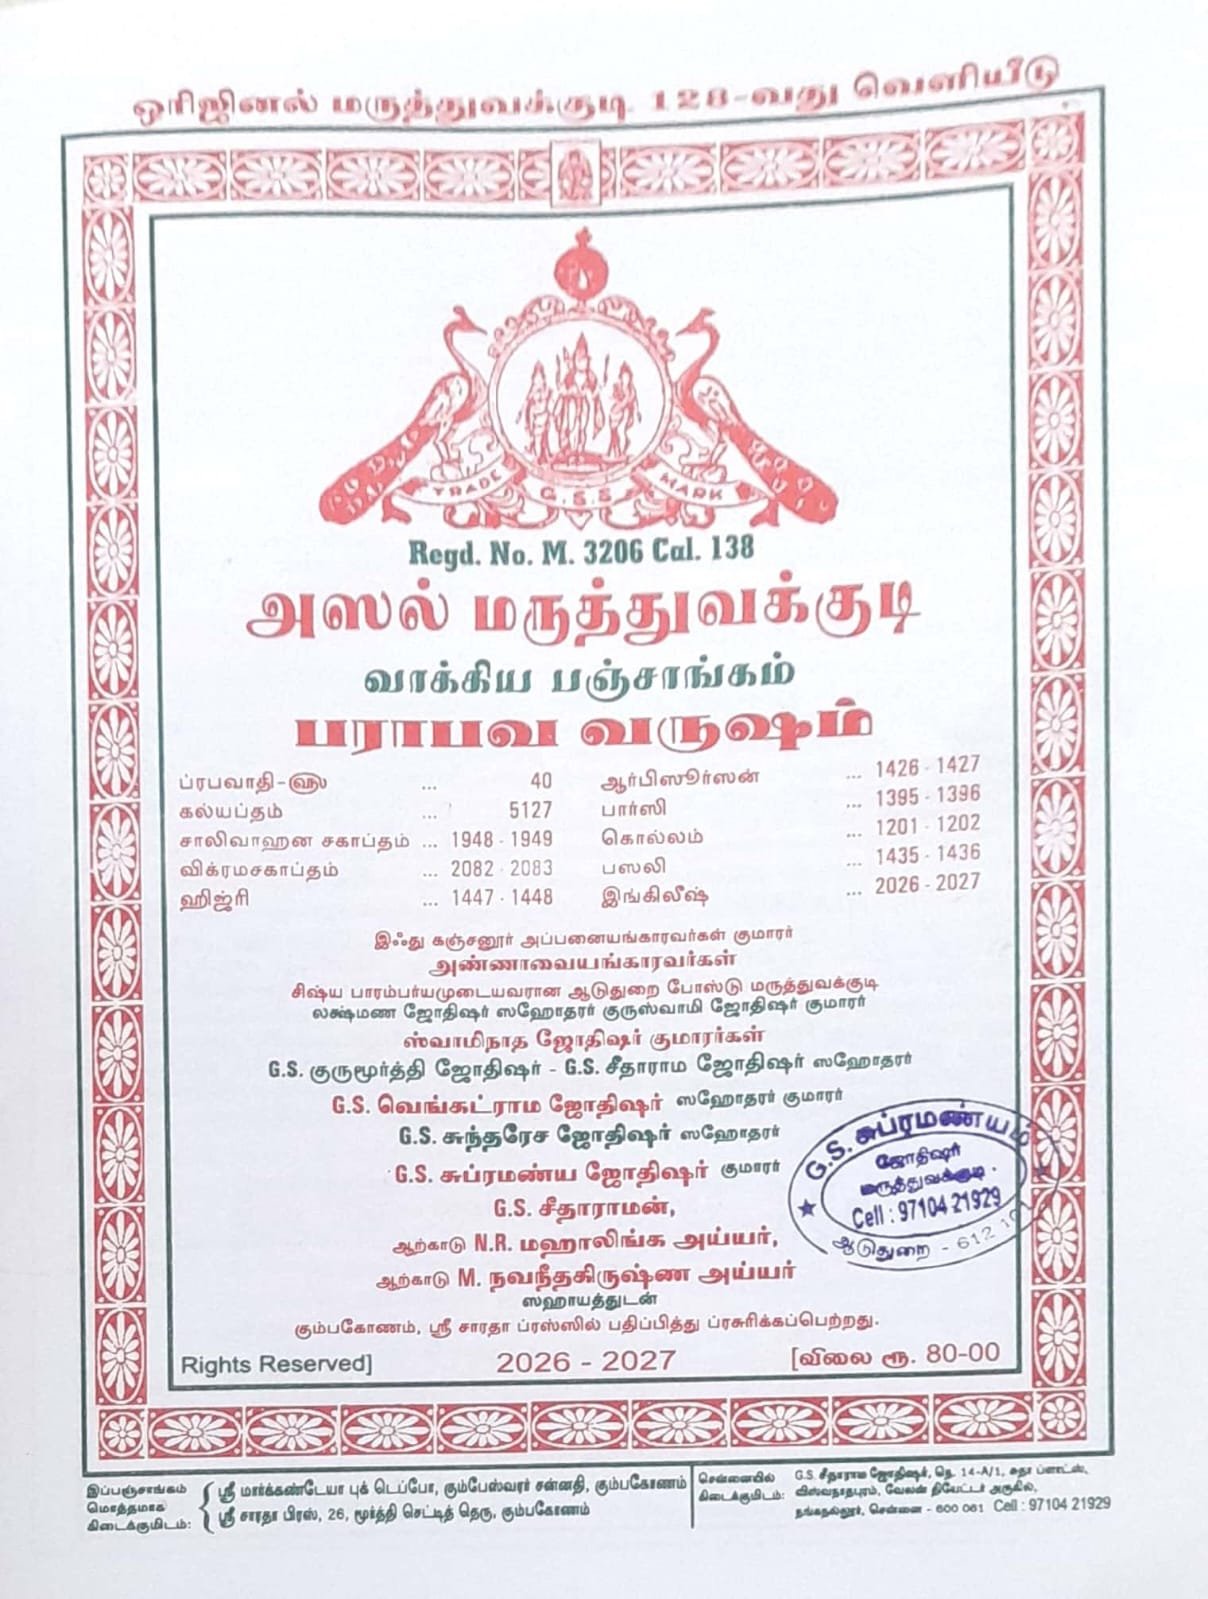 ஒரிஜினல் மருத்துவக்குடி 128-வது வெளியீடு
TRADE G.S.S MARK
Regd. No. M. 3206 Cal. 138
அஸல் மருத்துவக்குடி
வாக்கிய பஞ்சாங்கம்
பராபவ வருஷம்
ப்ரபவாதி-௵ ... 40 ஆர்பிஸூர்ஸன் ... 1426 - 1427
கல்யப்தம் ... 5127 பார்ஸி ... 1395 - 1396
சாலிவாஹன சகாப்தம் ... 1948 - 1949 கொல்லம் ... 1201 - 1202
விக்ரமசகாப்தம் ... 2082 - 2083 பஸலி ... 1435 - 1436
ஹிஜ்ரி ... 1447 - 1448 இங்கிலீஷ் ... 2026 - 2027
இஃது கஞ்சனூர் அப்பனையங்காரவர்கள் குமாரர்
அண்ணாவையங்காரவர்கள்
சிஷ்ய பாரம்பர்யமுடையவரான ஆடுதுறை போஸ்டு மருத்துவக்குடி
லக்ஷ்மண ஜோதிஷர் ஸஹோதரர் குருஸ்வாமி ஜோதிஷர் குமாரர்
ஸ்வாமிநாத ஜோதிஷர் குமாரர்கள்
G.S. குருமூர்த்தி ஜோதிஷர் - G.S. சீதாராம ஜோதிஷர் ஸஹோதரர்
G.S. வெங்கட்ராம ஜோதிஷர் ஸஹோதரர் குமாரர்
G.S. சுந்தரேச ஜோதிஷர் ஸஹோதரர்
G.S. சுப்ரமண்ய ஜோதிஷர் குமாரர்
G.S. சீதாராமன்,
ஆற்காடு N.R. மஹாலிங்க அய்யர்,
ஆற்காடு M. நவநீதகிருஷ்ண அய்யர்
ஸஹாயத்துடன்
கும்பகோணம், ஸ்ரீ சாரதா ப்ரஸ்ஸில் பதிப்பித்து ப்ரசுரிக்கப்பெற்றது.
G.S. சுப்ரமண்யம்
ஜோதிஷர்
மருத்துவக்குடி.
Cell : 97104 21929
ஆடுதுறை - 612 10
Rights Reserved] 2026 - 2027 [விலை ரூ. 80-00
இப்பஞ்சாங்கம்
மொத்தமாக
கிடைக்குமிடம்:
ஸ்ரீ மார்க்கண்டேயா புக் டெப்போ, கும்பேஸ்வரர் சன்னதி, கும்பகோணம்
ஸ்ரீ சாரதா பிரஸ், 26, மூர்த்தி செட்டித் தெரு, கும்பகோணம்
சென்னையில்
கிடைக்குமிடம்:
G.S. சீதாராம ஜோதிஷர், நெ. 14-A/1, சுதா ப்ளாட்ஸ்,
விஸ்வநாதபுரம், வேலன் தியேட்டர் அருகில்,
நங்கநல்லூர், சென்னை - 600 061 Cell : 97104 21929